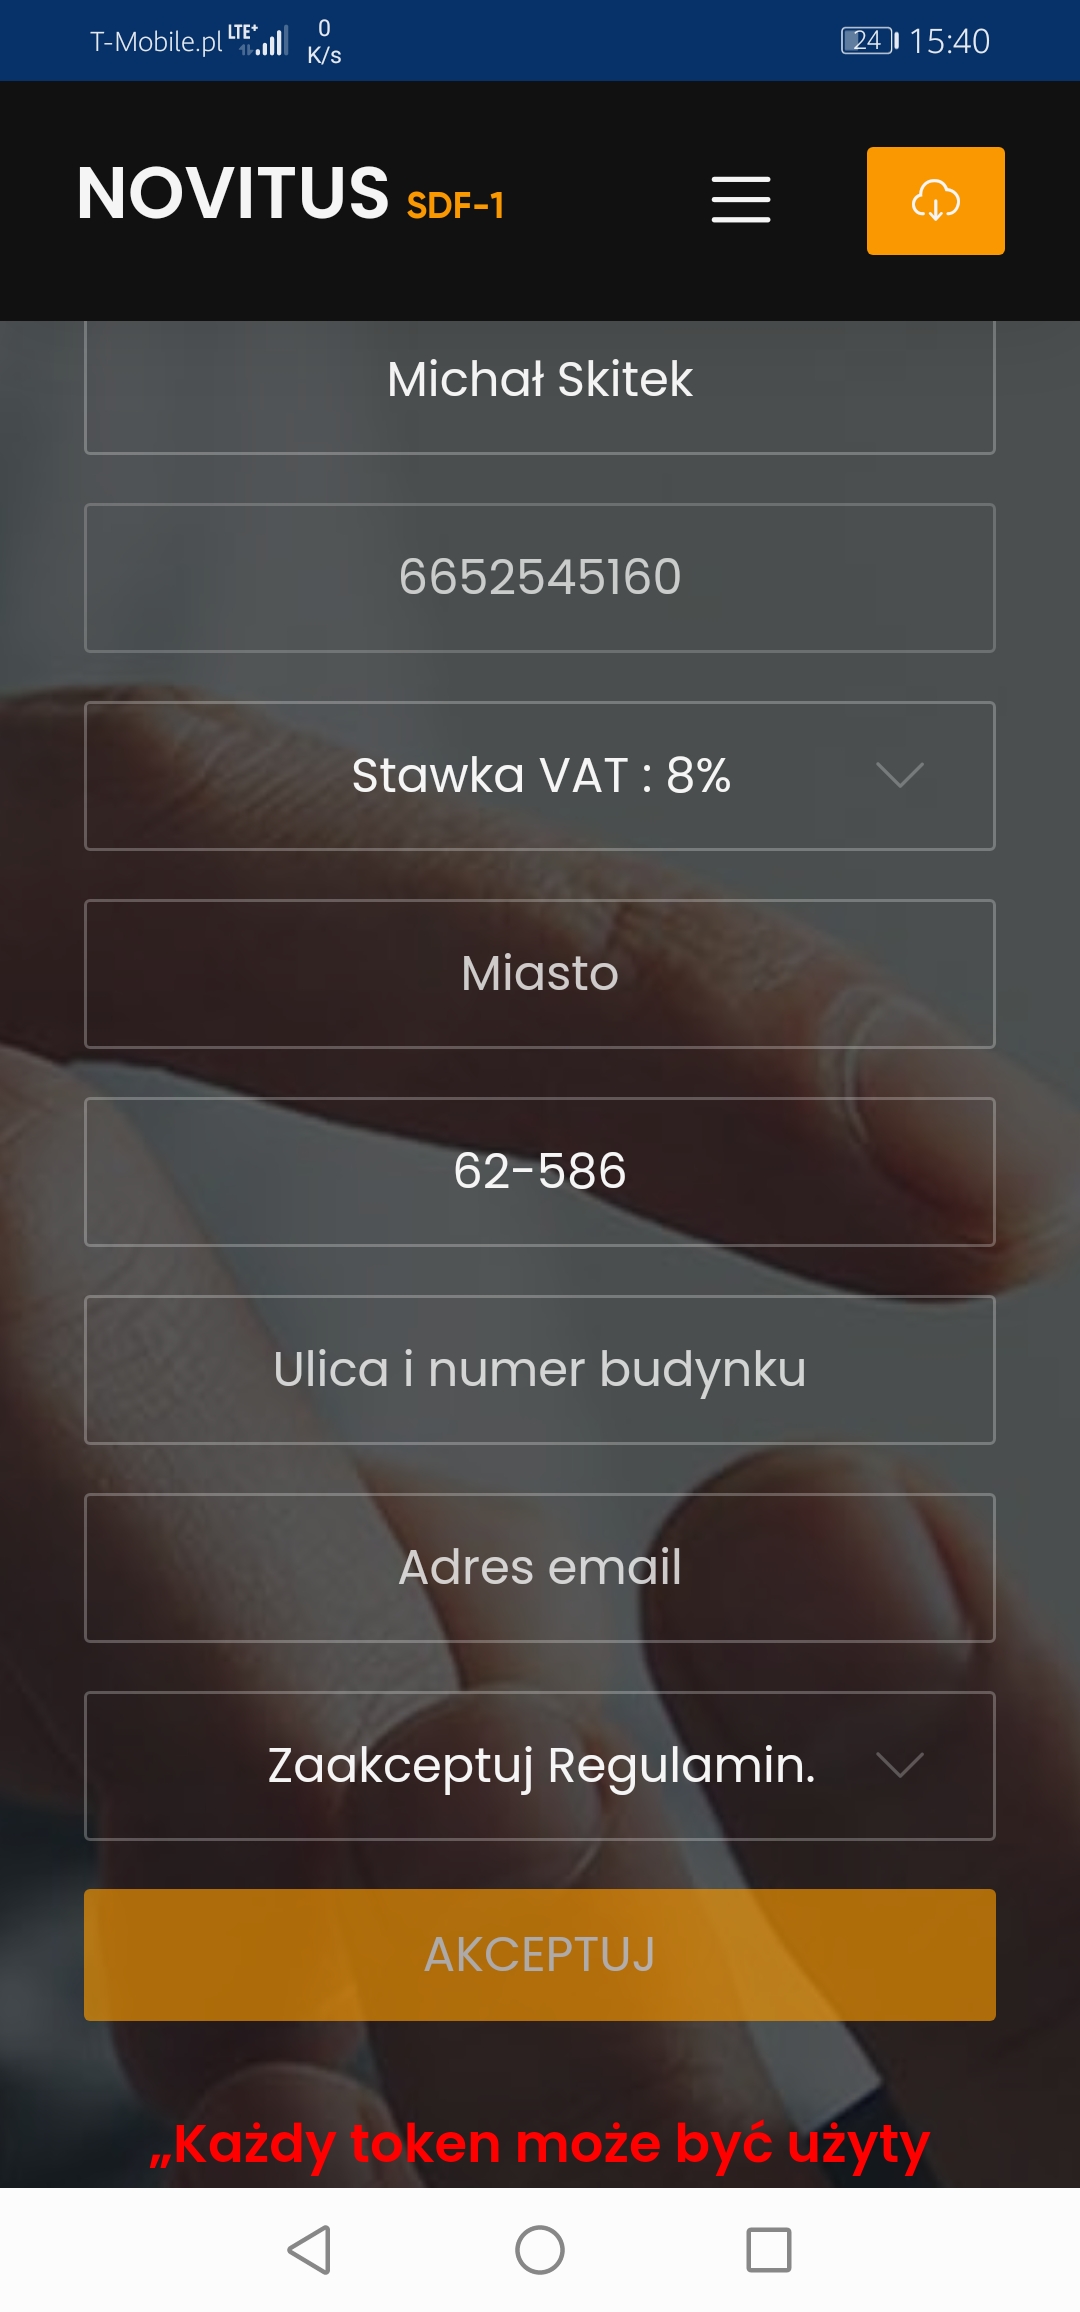 T-Mobile.pl LTE+ 0 K/s 24 15:40
NOVITUS SDF-1
Michał Skitek
6652545160
Stawka VAT : 8%
Miasto
62-586
Ulica i numer budynku
Adres email
Zaakceptuj Regulamin.
AKCEPTUJ
„Każdy token może być użyty